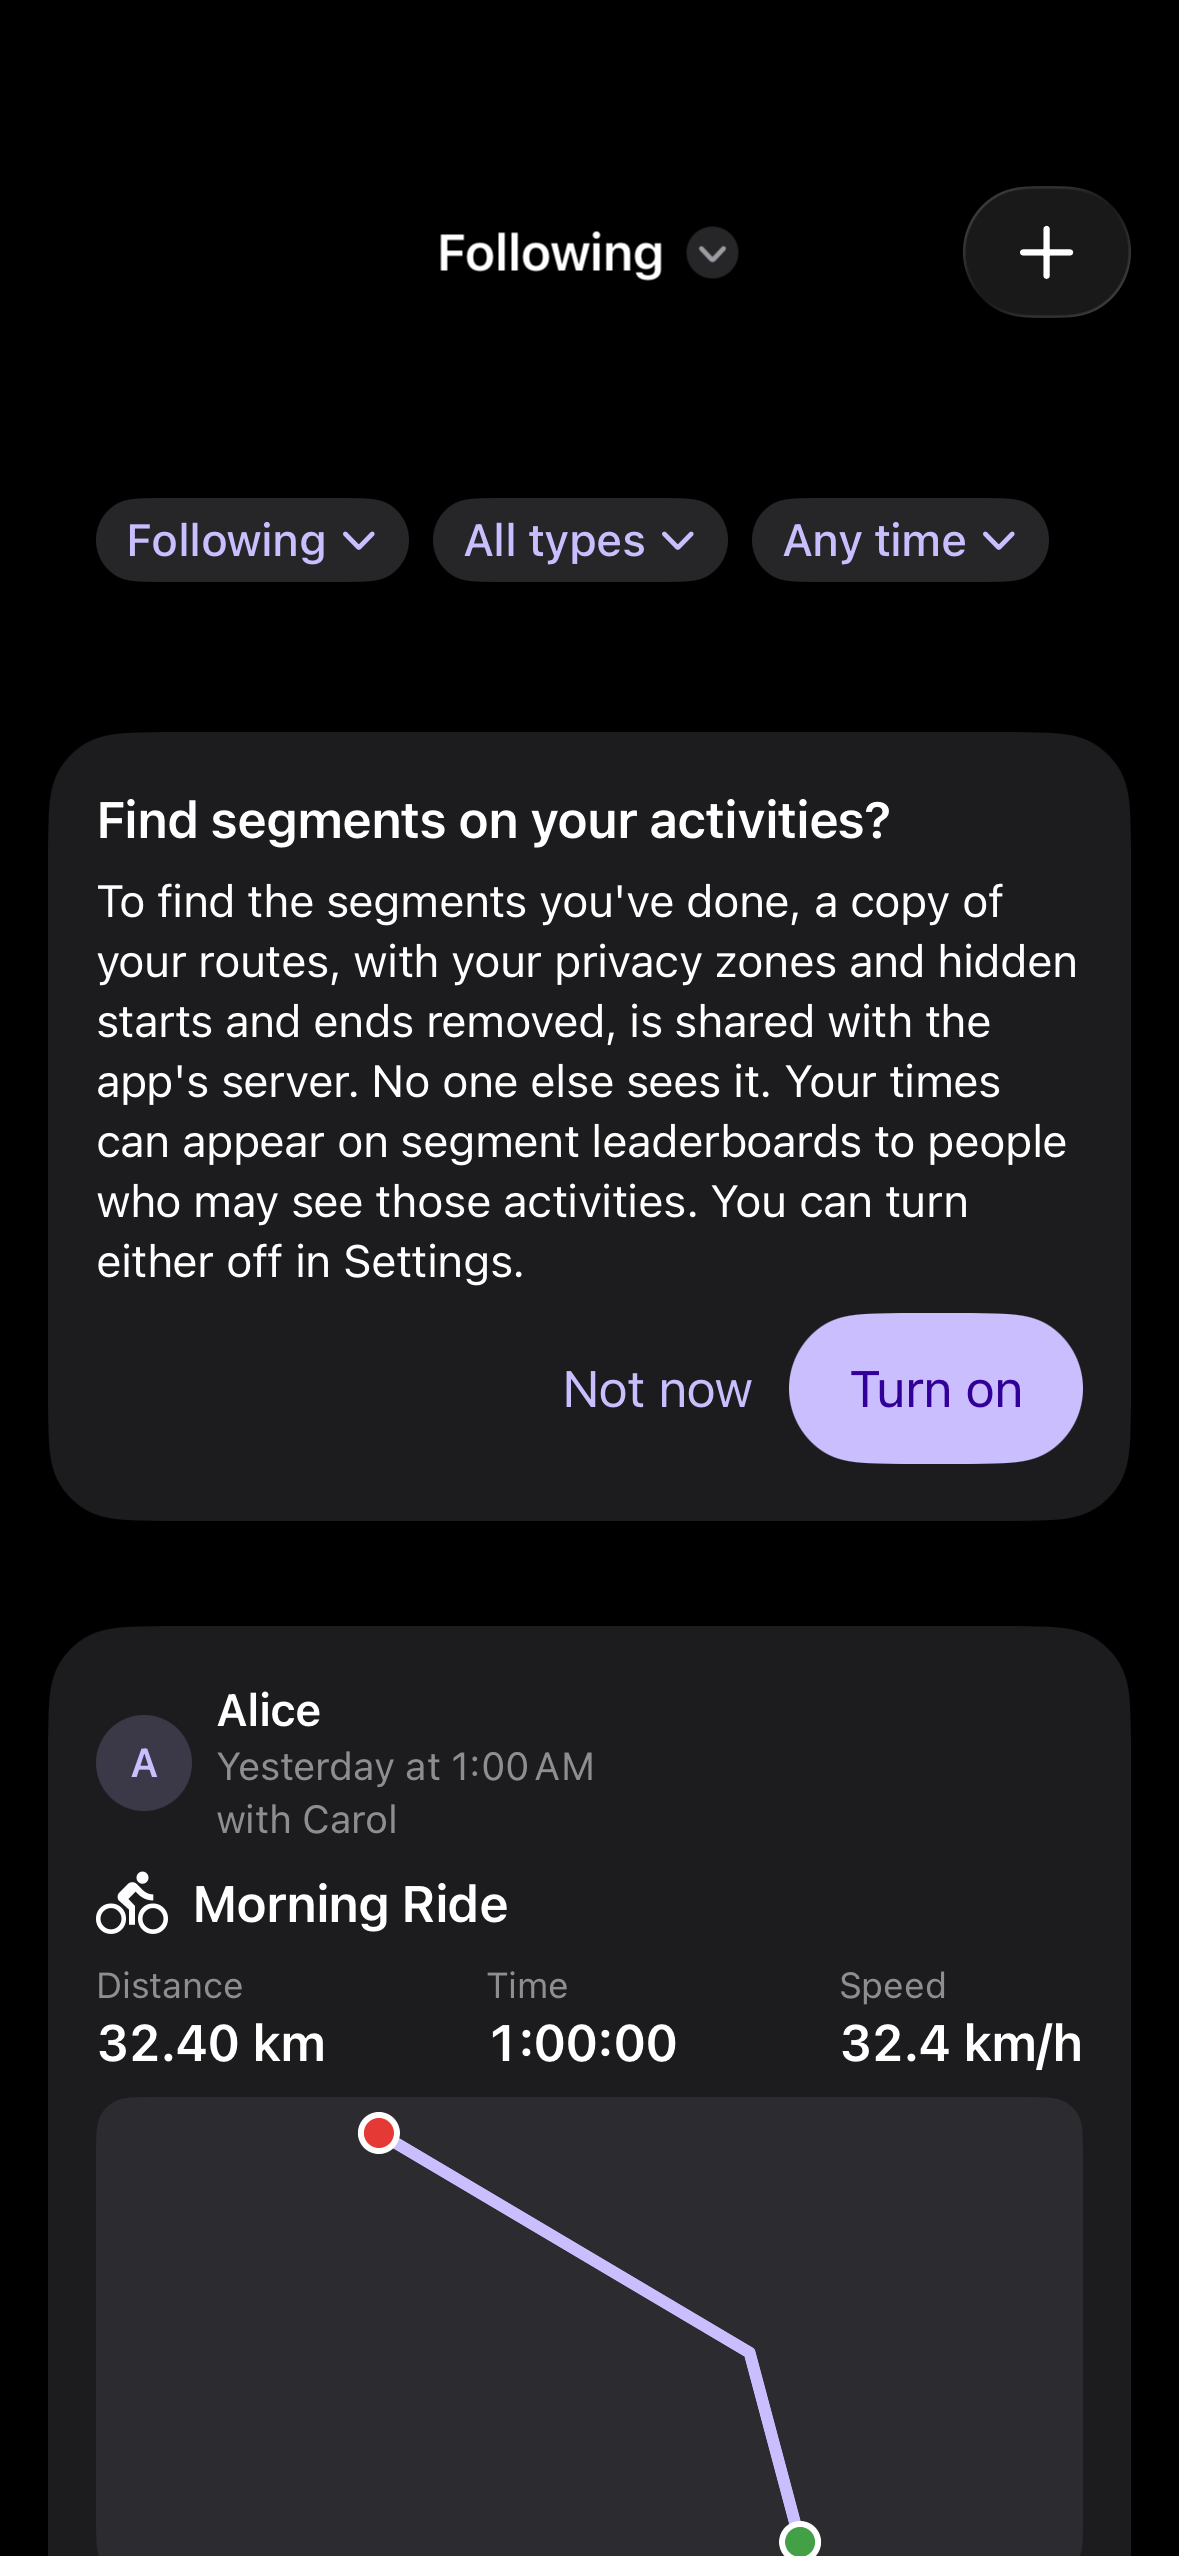 Following
Following
All types
Any time
Find segments on your activities?
To find the segments you've done, a copy of
your routes, with your privacy zones and hidden
starts and ends removed, is shared with the
app's server. No one else sees it. Your times
can appear on segment leaderboards to people
who may see those activities. You can turn
either off in Settings.
Not now
Turn on
A
Alice
Yesterday at 1:00 AM
with Carol
Morning Ride
Distance
Time
Speed
32.40 km
1:00:00
32.4 km/h